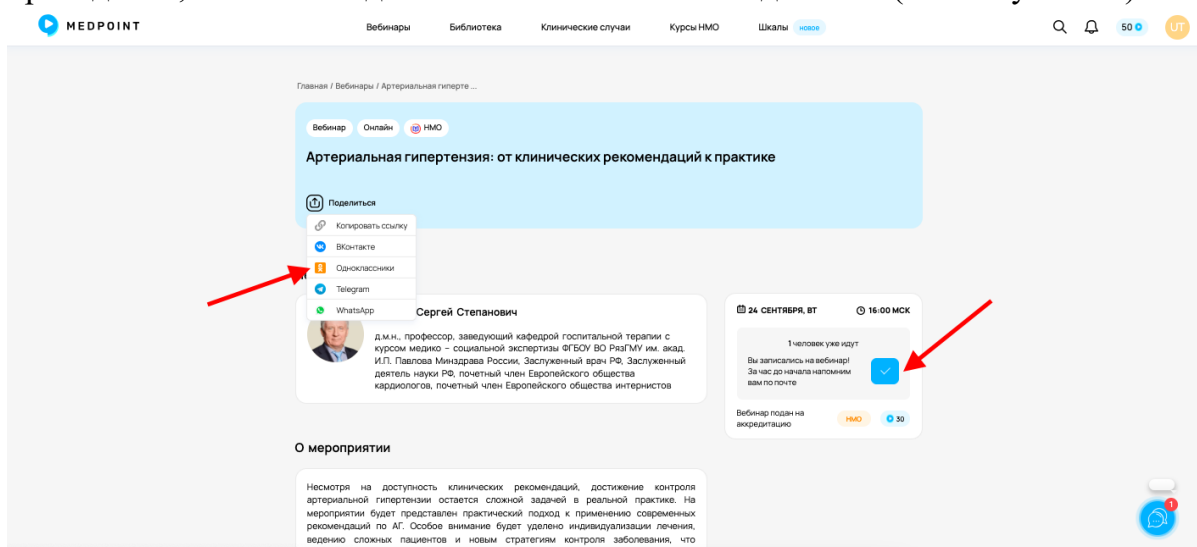 MEDPOINT
Вебинары
Библиотека
Клинические случаи
Курсы НМО
Шкалы новое
50
UT
Главная / Вебинары / Артериальная гиперте ...
Вебинар
Онлайн
НМО
Артериальная гипертензия: от клинических рекомендаций к практике
Поделиться
Копировать ссылку
ВКонтакте
Одноклассники
Telegram
WhatsApp
Сергей Степанович
д.м.н., профессор, заведующий кафедрой госпитальной терапии с
курсом медико – социальной экспертизы ФГБОУ ВО РязГМУ им. акад.
И.П. Павлова Минздрава России, Заслуженный врач РФ, Заслуженный
деятель науки РФ, почетный член Европейского общества
кардиологов, почетный член Европейского общества интернистов
24 СЕНТЯБРЯ, ВТ
16:00 МСК
1 человек уже идут
Вы записались на вебинар!
За час до начала напомним
вам по почте
Вебинар подан на
аккредитацию
НМО
30
О мероприятии
Несмотря на доступность клинических рекомендаций, достижение контроля
артериальной гипертензии остается сложной задачей в реальной практике. На
мероприятии будет представлен практический подход к применению современных
рекомендаций по АГ. Особое внимание будет уделено индивидуализации лечения,
ведению сложных пациентов и новым стратегиям контроля заболевания, что
1